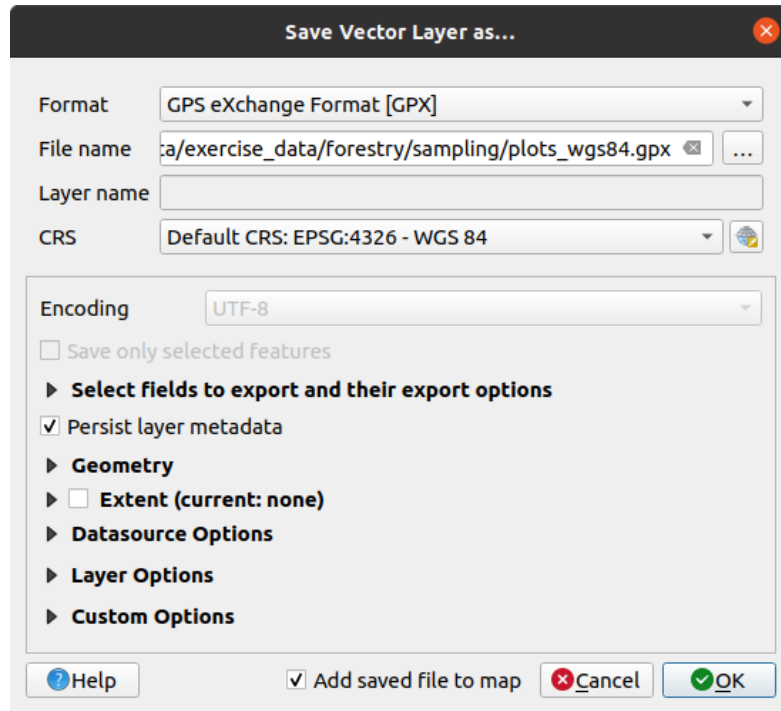 Save Vector Layer as...
Format GPS eXchange Format [GPX]
File name ta/exercise_data/forestry/sampling/plots_wgs84.gpx ...
Layer name
CRS Default CRS: EPSG:4326 - WGS 84
Encoding UTF-8
Save only selected features
Select fields to export and their export options
Persist layer metadata
Geometry
Extent (current: none)
Datasource Options
Layer Options
Custom Options
Help Add saved file to map Cancel OK